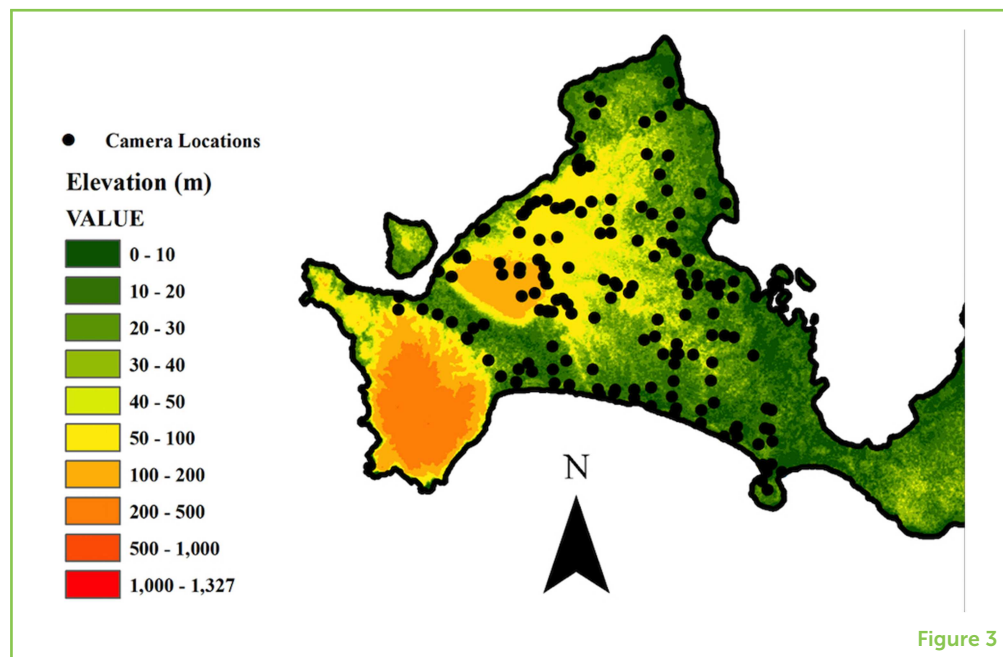 Camera Locations
Elevation (m)
VALUE
0 - 10
10 - 20
20 - 30
30 - 40
40 - 50
50 - 100
100 - 200
200 - 500
500 - 1,000
1,000 - 1,327
N
Figure 3